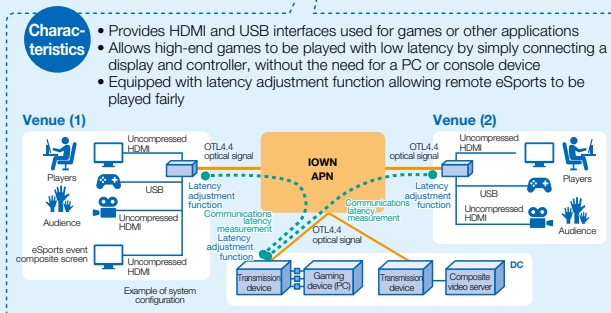 Charac-
teristics
• Provides HDMI and USB interfaces used for games or other applications
• Allows high-end games to be played with low latency by simply connecting a
display and controller, without the need for a PC or console device
• Equipped with latency adjustment function allowing remote eSports to be
played fairly
Venue (1)
Uncompressed
HDMI
Players
USB
Audience
Uncompressed
HDMI
eSports event
composite screen
Uncompressed
HDMI
OTL4.4
optical signal
Latency
adjustment
function
IOWN
APN
OTL4.4
optical signal
Venue (2)
Uncompressed
HDMI
Players
USB
Uncompressed
HDMI
Audience
Latency
adjustment
function
Communications
latency
measurement
Latency
adjustment
function
Communications
latency
measurement
OTL4.4
optical signal
DC
Transmission
device
Gaming
device (PC)
Transmission
device
Composite
video server
Example of system
configuration